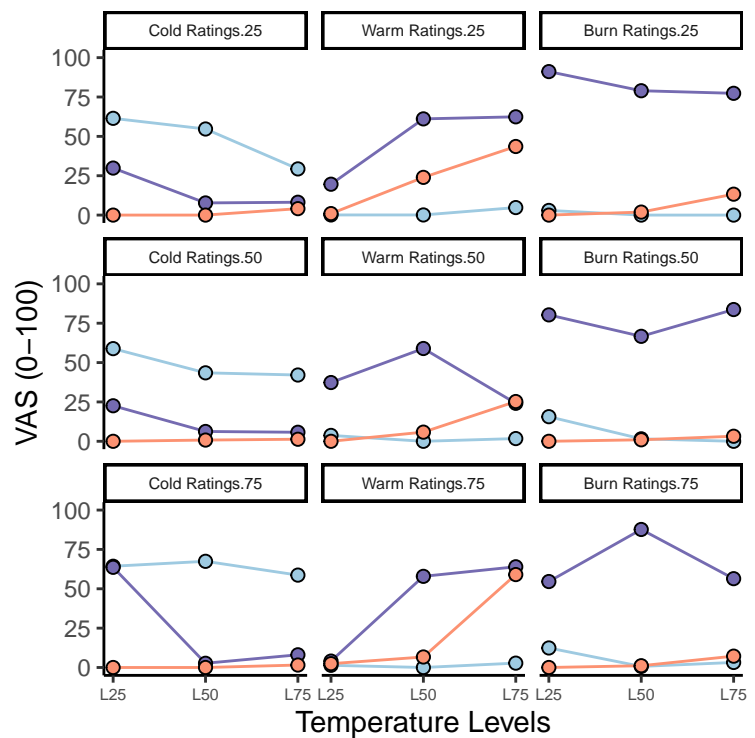 Cold Ratings.25
Warm Ratings.25
Burn Ratings.25
100
75
50
25
0
Cold Ratings.50
Warm Ratings.50
Burn Ratings.50
100
75
50
25
0
VAS (0−100)
Cold Ratings.75
Warm Ratings.75
Burn Ratings.75
100
75
50
25
0
L25 L50 L75 L25 L50 L75 L25 L50 L75
Temperature Levels